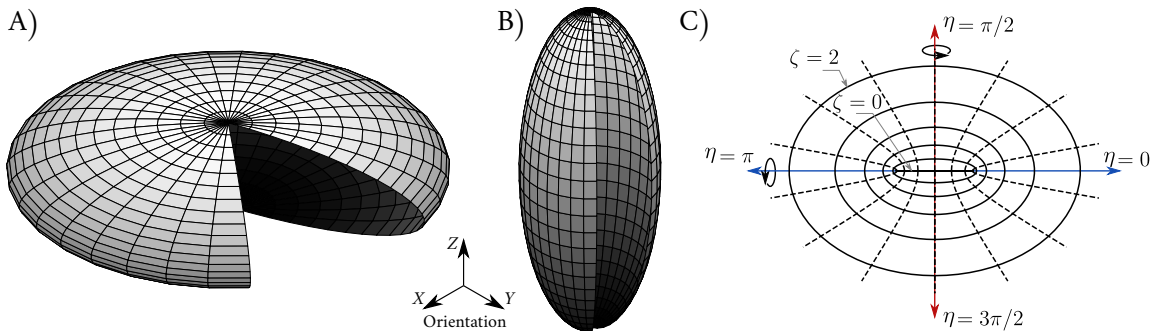 A)
B)
C)
η = π/2
ζ = 2
ζ = 0
η = π
η = 0
Z
X
Y
Orientation
η = 3π/2